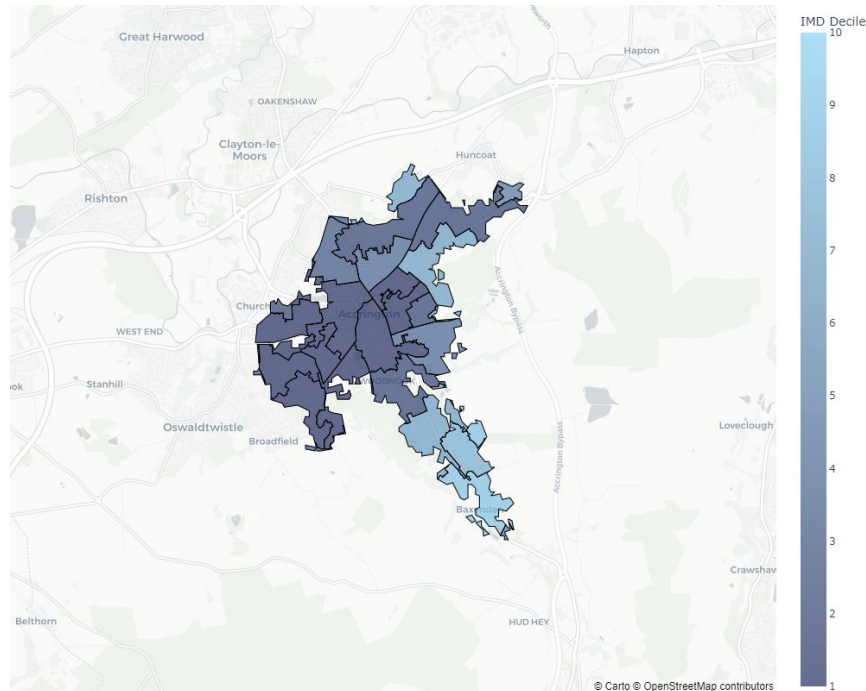 IMD Decile
10
9
8
7
6
5
4
3
2
1
Great Harwood
Hapton
OAKENSHAW
Clayton-le-
Moors
Huncoat
Rishton
Accrington Bypass
Church
Accrington
WEST END
Stanhill
Oswaldtwistle
Broadfield
Loveclough
Accrington Bypass
Baxenden
Crawshaw
Belthorn
HUD HEY
© Carto © OpenStreetMap contributors